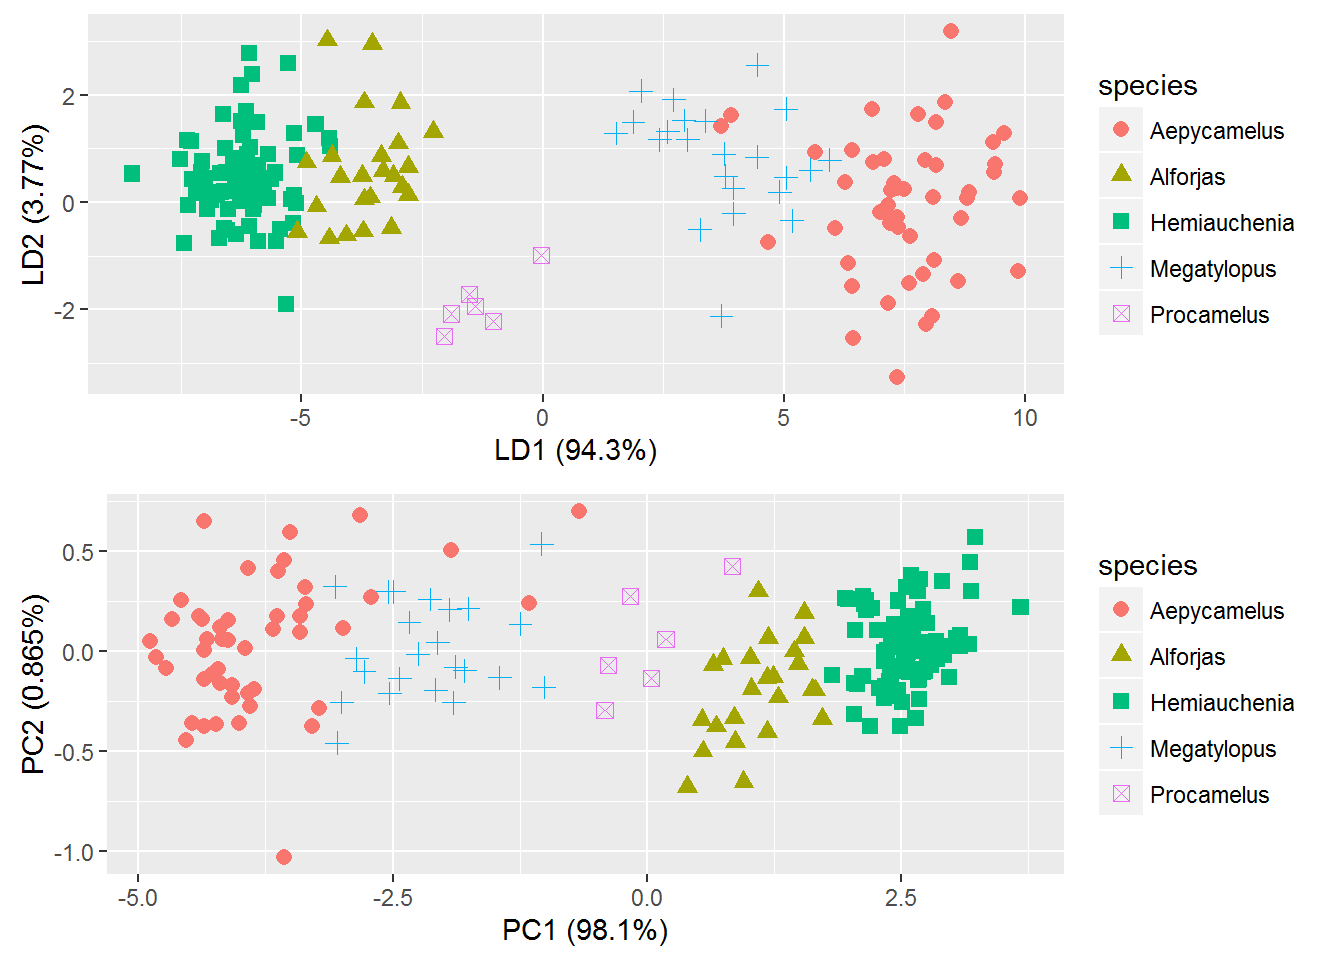 species
Aepycamelus
Alforjas
Hemiauchenia
Megatylopus
Procamelus
LD2 (3.77%)
2
0
-2
-5
0
5
10
LD1 (94.3%)
species
Aepycamelus
Alforjas
Hemiauchenia
Megatylopus
Procamelus
PC2 (0.865%)
0.5
0.0
-0.5
-1.0
-5.0
-2.5
0.0
2.5
PC1 (98.1%)